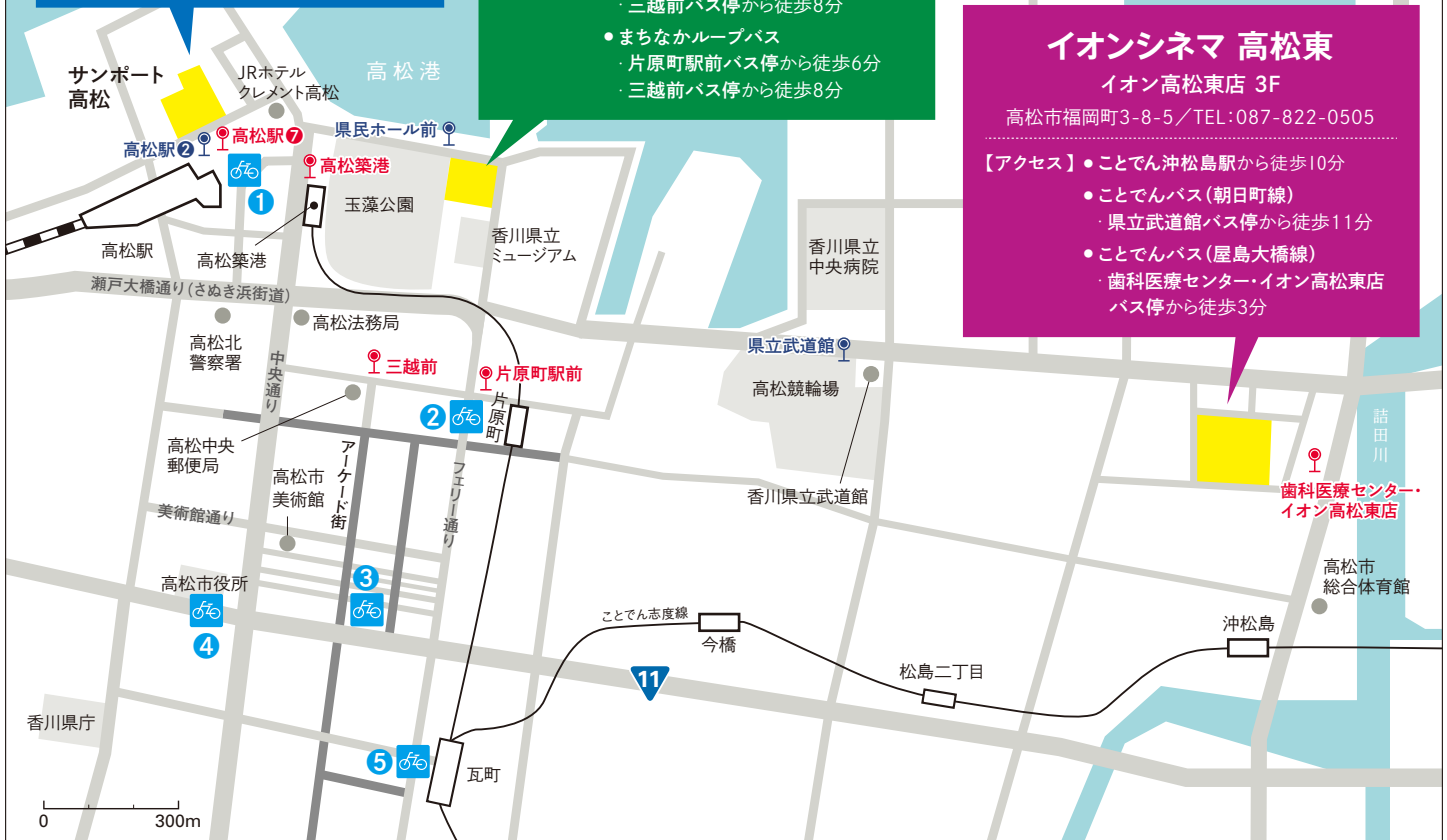 ・三越前バス停から徒歩8分
●まちなかループバス
・片原町駅前バス停から徒歩6分
・三越前バス停から徒歩8分
イオンシネマ 高松東
イオン高松東店 3F
高松市福岡町3-8-5／TEL:087-822-0505
【アクセス】●ことでん沖松島駅から徒歩10分
●ことでんバス(朝日町線)
・県立武道館バス停から徒歩11分
●ことでんバス(屋島大橋線)
・歯科医療センター・イオン高松東店
バス停から徒歩3分
サンポート
高松
JRホテル
クレメント高松
高松港
高松駅❷
高松駅❼
県民ホール前
高松築港
❶
玉藻公園
高松駅
高松築港
香川県立
ミュージアム
香川県立
中央病院
瀬戸大橋通り(さぬき浜街道)
高松法務局
高松北
警察署
中央通り
三越前
片原町駅前
県立武道館
高松競輪場
❷
片原町
詰田川
高松中央
郵便局
アーケード街
高松市
美術館
フェリー通り
香川県立武道館
歯科医療センター・
イオン高松東店
美術館通り
高松市役所
❸
❹
高松市
総合体育館
ことでん志度線
今橋
沖松島
松島二丁目
11
香川県庁
❺
瓦町
0
300m